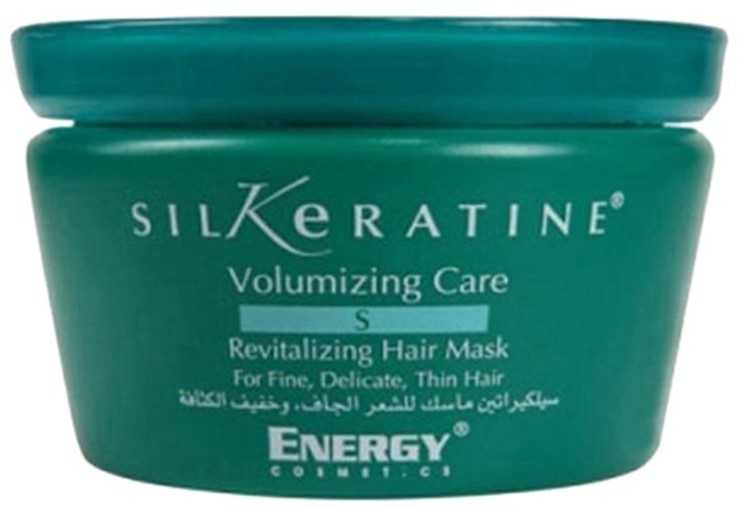 SILKeRATINE®
Volumizing Care
S
Revitalizing Hair Mask
For Fine, Delicate, Thin Hair
سيلكيراتين ماسك للشعر الجاف، وخفيف الكثافة
ENERGY®
COSMETICS